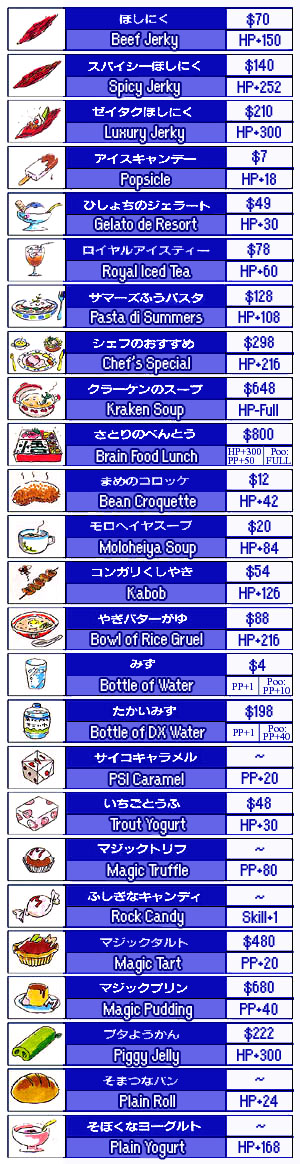 ほしにく $70
Beef Jerky HP+150
スパイシーほしにく $140
Spicy Jerky HP+252
ゼイタクほしにく $210
Luxury Jerky HP+300
アイスキャンデー $7
Popsicle HP+18
ひしょちのジェラート $49
Gelato de Resort HP+30
ロイヤルアイスティー $78
Royal Iced Tea HP+60
サマーズふうパスタ $128
Pasta di Summers HP+108
シェフのおすすめ $298
Chef's Special HP+216
クラーケンのスープ $648
Kraken Soup HP-Full
さとりのべんとう $800
Brain Food Lunch HP+300 PP+50 Poo: FULL
まめのコロッケ $12
Bean Croquette HP+42
モロヘイヤスープ $20
Moloheiya Soup HP+84
コンガリくしやき $54
Kabob HP+126
やぎバターがゆ $88
Bowl of Rice Gruel HP+216
みず $4
Bottle of Water PP+1 Poo: PP+10
たかいみず $198
Bottle of DX Water PP+1 Poo: PP+40
サイコキャラメル ~
PSI Caramel PP+20
いちごとうふ $48
Trout Yogurt HP+30
マジックトリフ ~
Magic Truffle PP+80
ふしぎなキャンディ ~
Rock Candy Skill+1
マジックタルト $480
Magic Tart PP+20
マジックプリン $680
Magic Pudding PP+40
ブタようかん $222
Piggy Jelly HP+300
そまつなパン ~
Plain Roll HP+24
そぼくなヨーグルト ~
Plain Yogurt HP+168